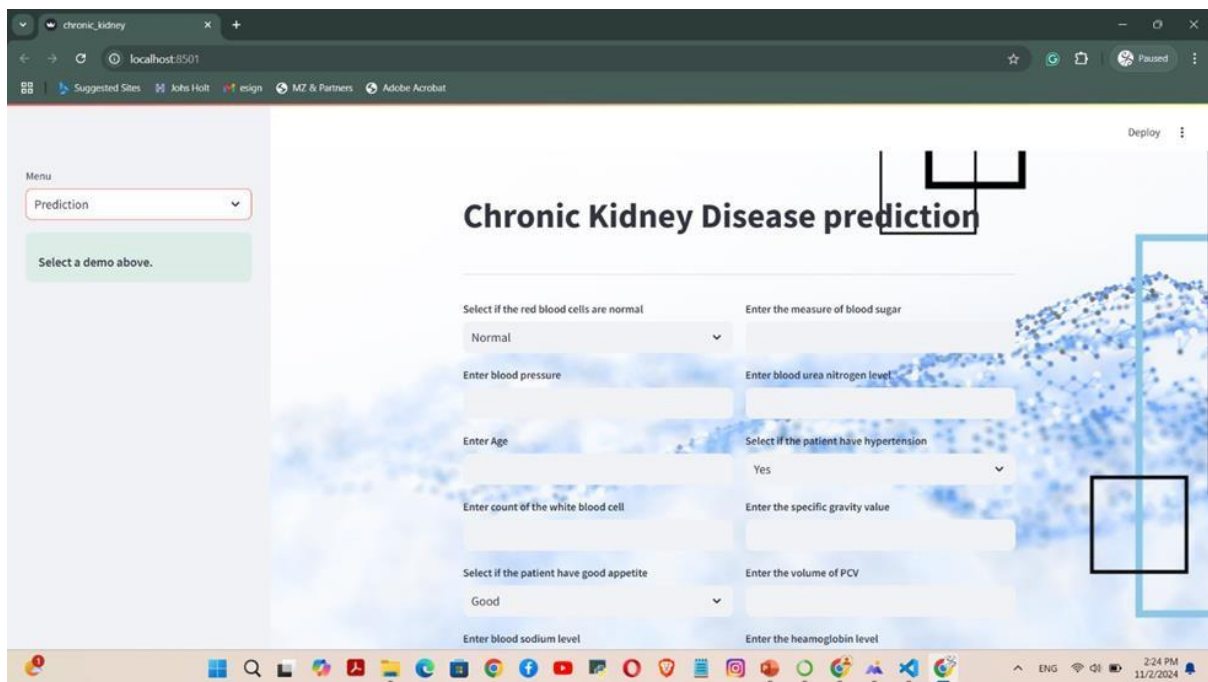 chronic_kidney
localhost:8501
Paused
Suggested Sites Johs Holt esign MZ & Partners Adobe Acrobat
Deploy
Menu
Prediction
Select a demo above.
Chronic Kidney Disease prediction
Select if the red blood cells are normal Enter the measure of blood sugar
Normal
Enter blood pressure Enter blood urea nitrogen level
Enter Age Select if the patient have hypertension
Yes
Enter count of the white blood cell Enter the specific gravity value
Select if the patient have good appetite Enter the volume of PCV
Good
Enter blood sodium level Enter the heamoglobin level
ENG 2:24 PM
11/2/2024